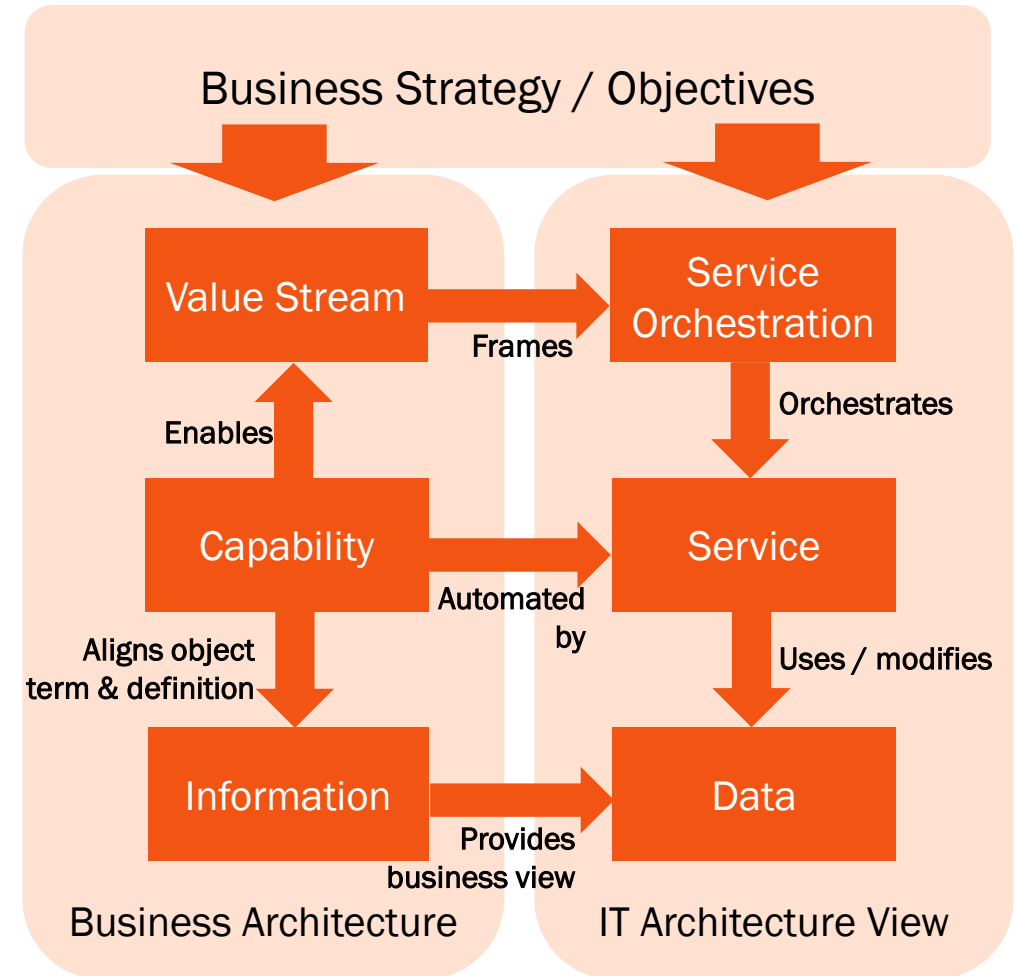 Business Strategy / Objectives
Value Stream
Service
Orchestration
Frames
Enables
Orchestrates
Capability
Service
Automated
by
Aligns object
term & definition
Uses / modifies
Information
Data
Provides
business view
Business Architecture
IT Architecture View